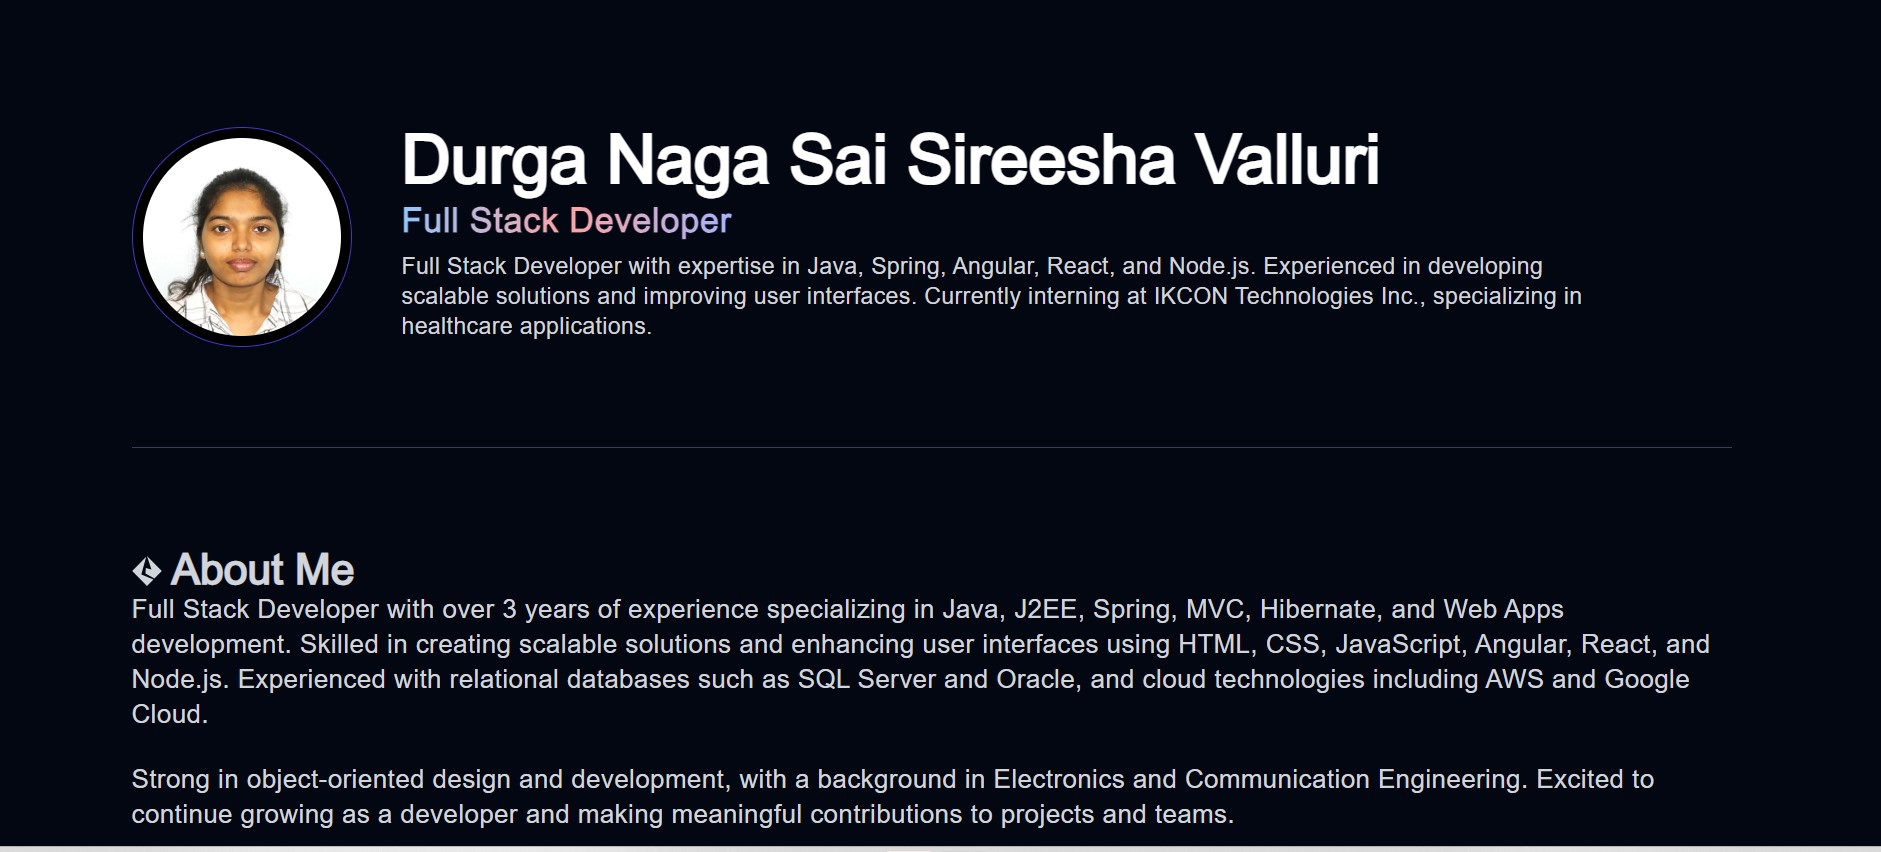 Durga Naga Sai Sireesha Valluri
Full Stack Developer
Full Stack Developer with expertise in Java, Spring, Angular, React, and Node.js. Experienced in developing
scalable solutions and improving user interfaces. Currently interning at IKCON Technologies Inc., specializing in
healthcare applications.
About Me
Full Stack Developer with over 3 years of experience specializing in Java, J2EE, Spring, MVC, Hibernate, and Web Apps
development. Skilled in creating scalable solutions and enhancing user interfaces using HTML, CSS, JavaScript, Angular, React, and
Node.js. Experienced with relational databases such as SQL Server and Oracle, and cloud technologies including AWS and Google
Cloud.
Strong in object-oriented design and development, with a background in Electronics and Communication Engineering. Excited to
continue growing as a developer and making meaningful contributions to projects and teams.